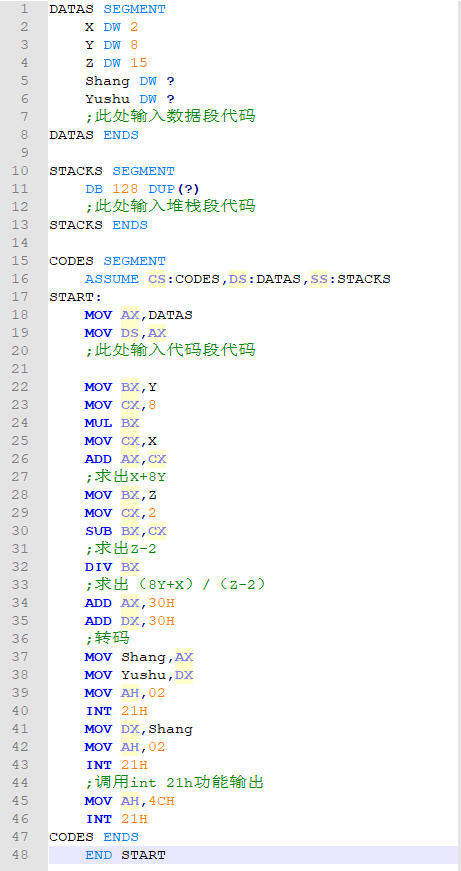 1 DATAS SEGMENT
2     X DW 2
3     Y DW 8
4     Z DW 15
5     Shang DW ?
6     Yushu DW ?
7     ;此处输入数据段代码
8 DATAS ENDS
9
10 STACKS SEGMENT
11     DB 128 DUP(?)
12     ;此处输入堆栈段代码
13 STACKS ENDS
14
15 CODES SEGMENT
16     ASSUME CS:CODES,DS:DATAS,SS:STACKS
17 START:
18     MOV AX,DATAS
19     MOV DS,AX
20     ;此处输入代码段代码
21
22     MOV BX,Y
23     MOV CX,8
24     MUL BX
25     MOV CX,X
26     ADD AX,CX
27     ;求出X+8Y
28     MOV BX,Z
29     MOV CX,2
30     SUB BX,CX
31     ;求出Z-2
32     DIV BX
33     ;求出（8Y+X）/（Z-2）
34     ADD AX,30H
35     ADD DX,30H
36     ;转码
37     MOV Shang,AX
38     MOV Yushu,DX
39     MOV AH,02
40     INT 21H
41     MOV DX,Shang
42     MOV AH,02
43     INT 21H
44     ;调用int 21h功能输出
45     MOV AH,4CH
46     INT 21H
47 CODES ENDS
48     END START